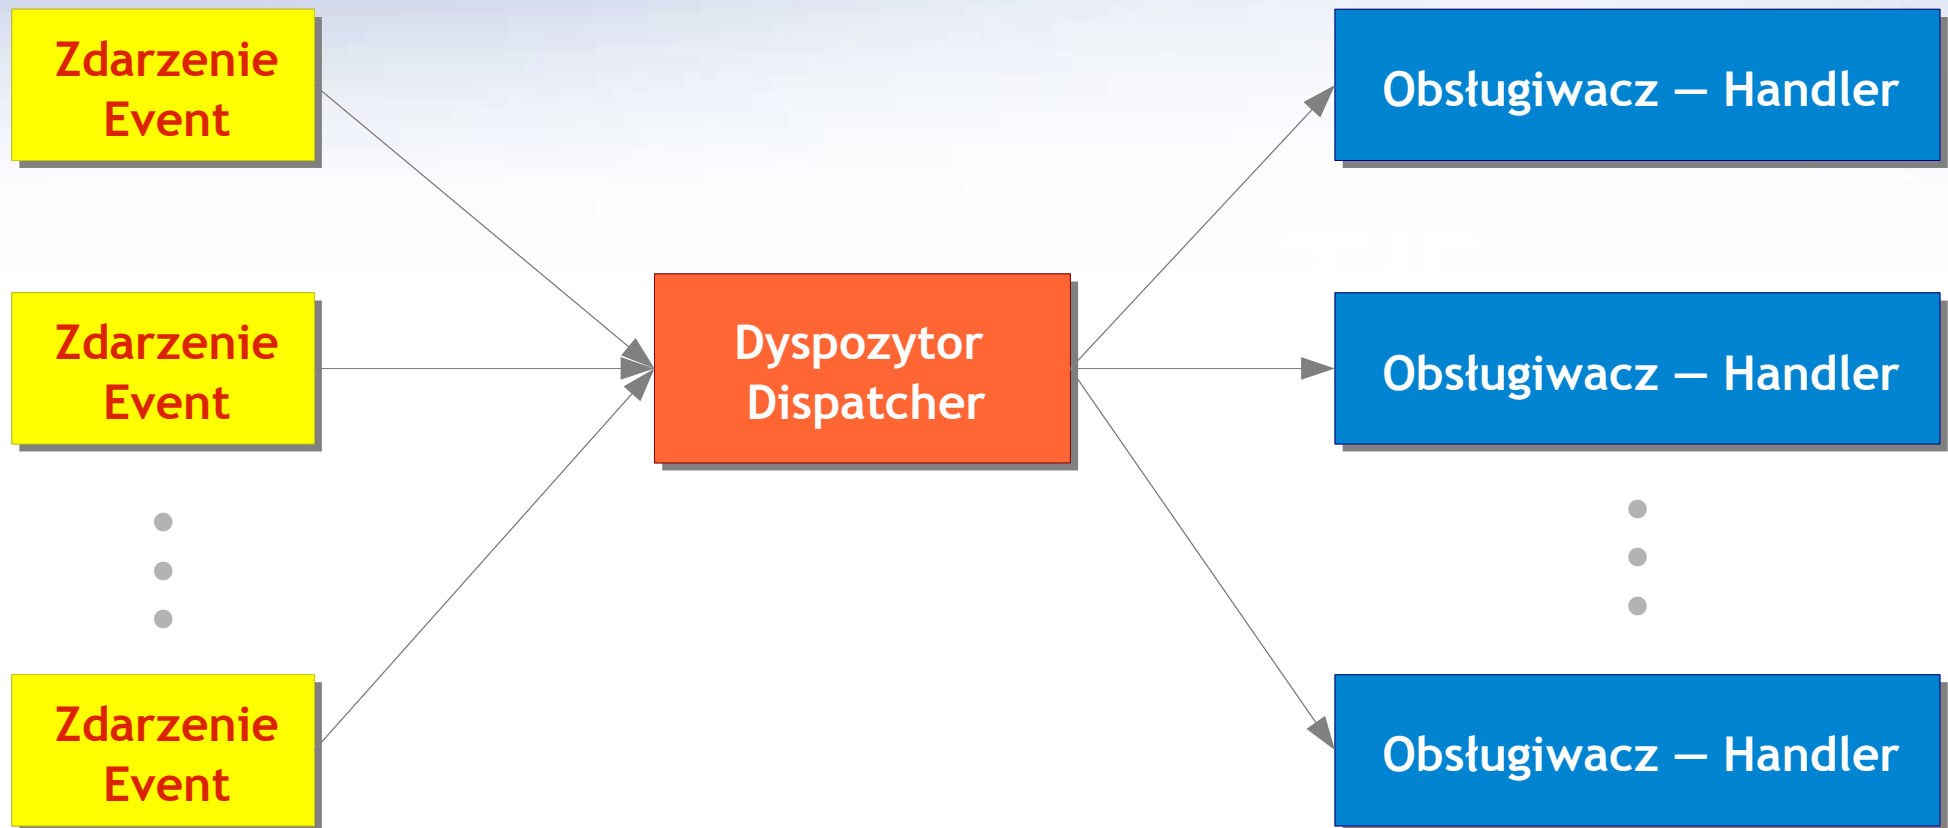 Zdarzenie
Event
Obsługiwacz — Handler
Zdarzenie
Event
Dyspozytor
Dispatcher
Obsługiwacz — Handler
Zdarzenie
Event
Obsługiwacz — Handler